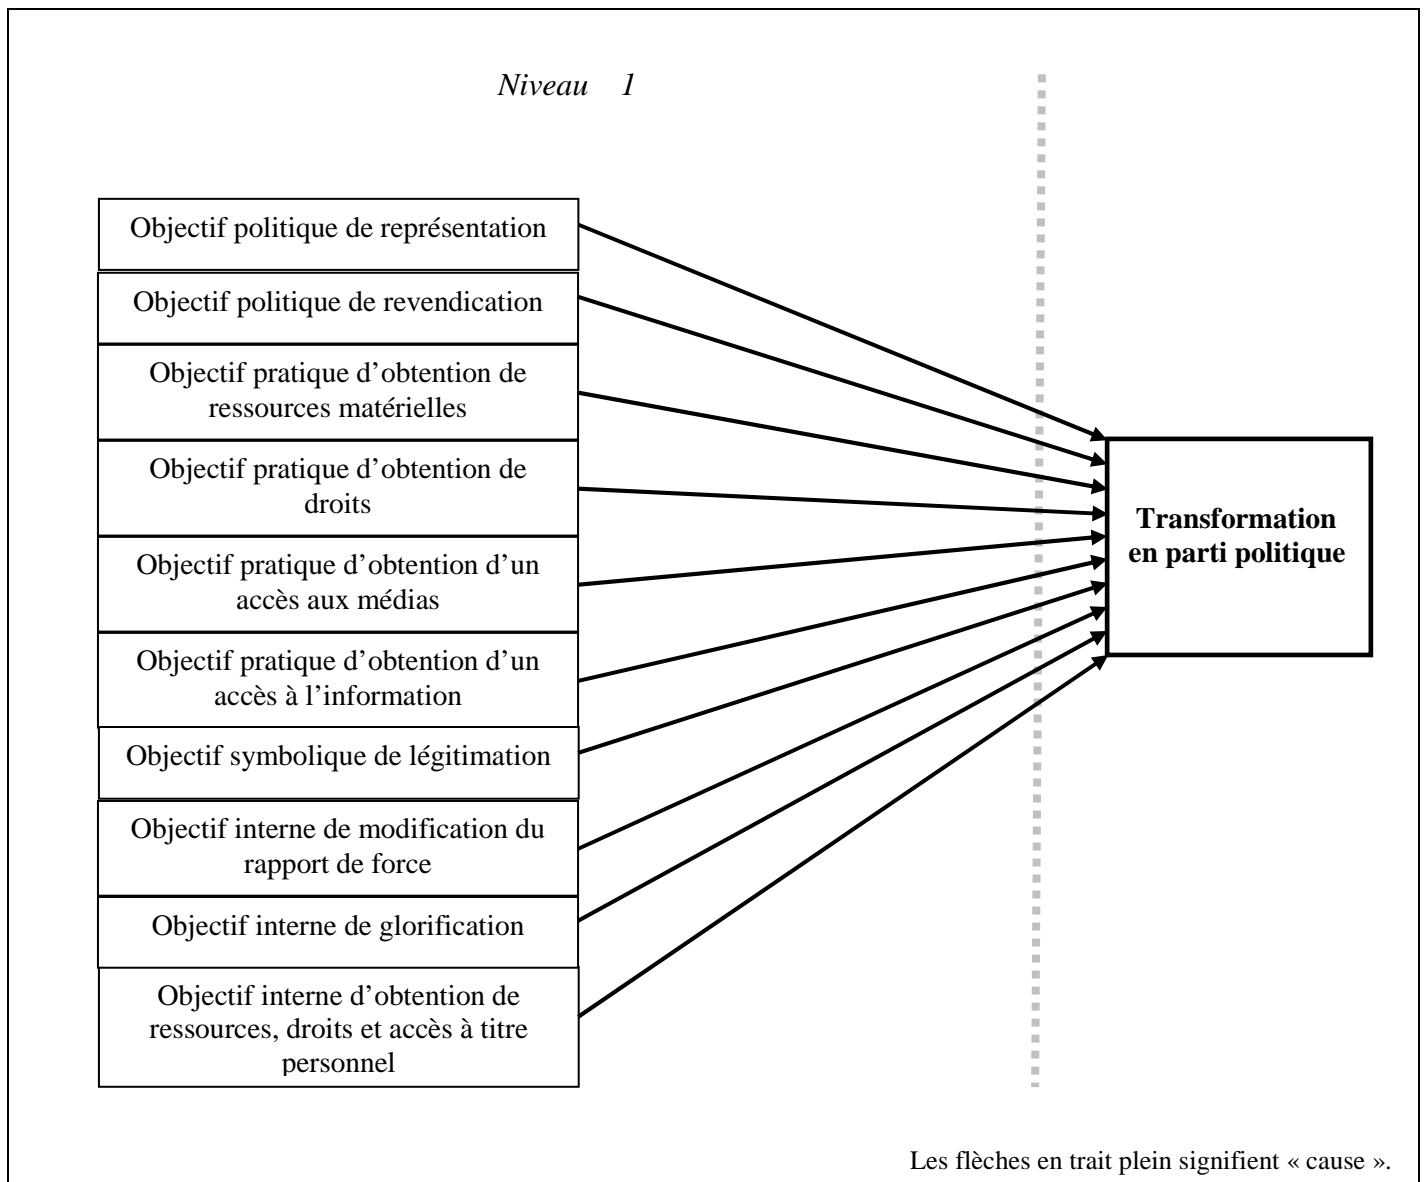 Niveau 1
Objectif politique de représentation
Objectif politique de revendication
Objectif pratique d’obtention de
ressources matérielles
Objectif pratique d’obtention de
droits
Objectif pratique d’obtention d’un
accès aux médias
Objectif pratique d’obtention d’un
accès à l’information
Objectif symbolique de légitimation
Objectif interne de modification du
rapport de force
Objectif interne de glorification
Objectif interne d’obtention de
ressources, droits et accès à titre
personnel
Transformation
en parti politique
Les flèches en trait plein signifient « cause ».